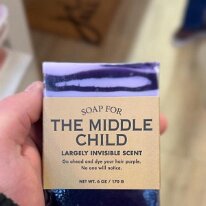 SOAP FOR
THE MIDDLE
CHILD
LARGELY INVISIBLE SCENT
Go ahead and dye your hair purple.
No one will notice.
NET WT. 6 OZ / 170 G